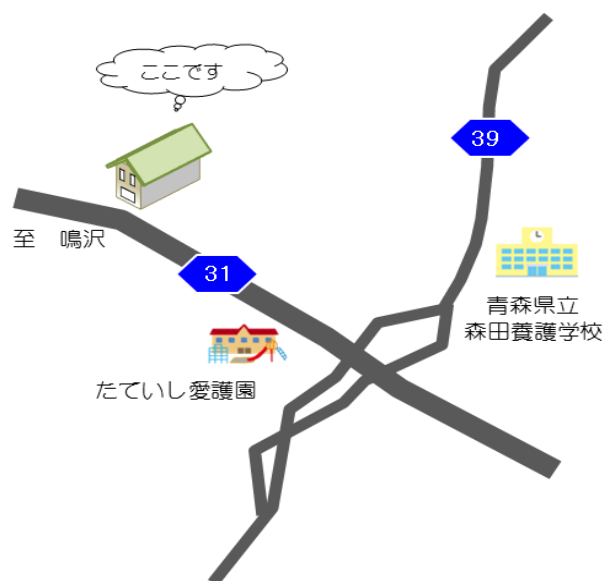 ここです
39
至　鳴沢
31
青森県立
森田養護学校
たていし愛護園